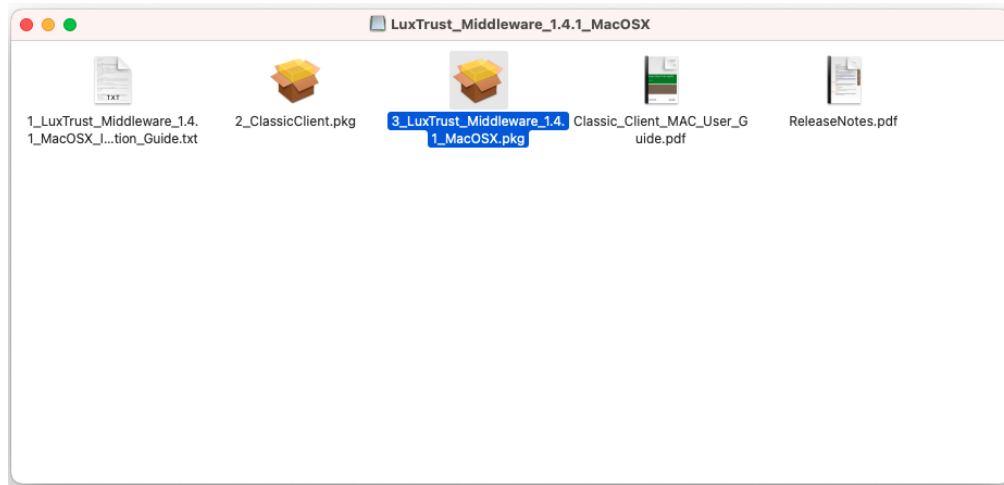 LuxTrust_Middleware_1.4.1_MacOSX
TXT
1_LuxTrust_Middleware_1.4.
1_MacOSX_I...tion_Guide.txt
2_ClassicClient.pkg
3_LuxTrust_Middleware_1.4.
1_MacOSX.pkg
Classic_Client_MAC_User_G
uide.pdf
ReleaseNotes.pdf